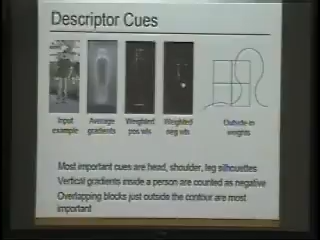 Descriptor Cues
Input
example
Average
gradients
Weighted
pos wts
Weighted
neg wts
Outside-in
weights
Most important cues are head, shoulder, leg silhouettes
Vertical gradients inside a person are counted as negative
Overlapping blocks just outside the contour are most
important